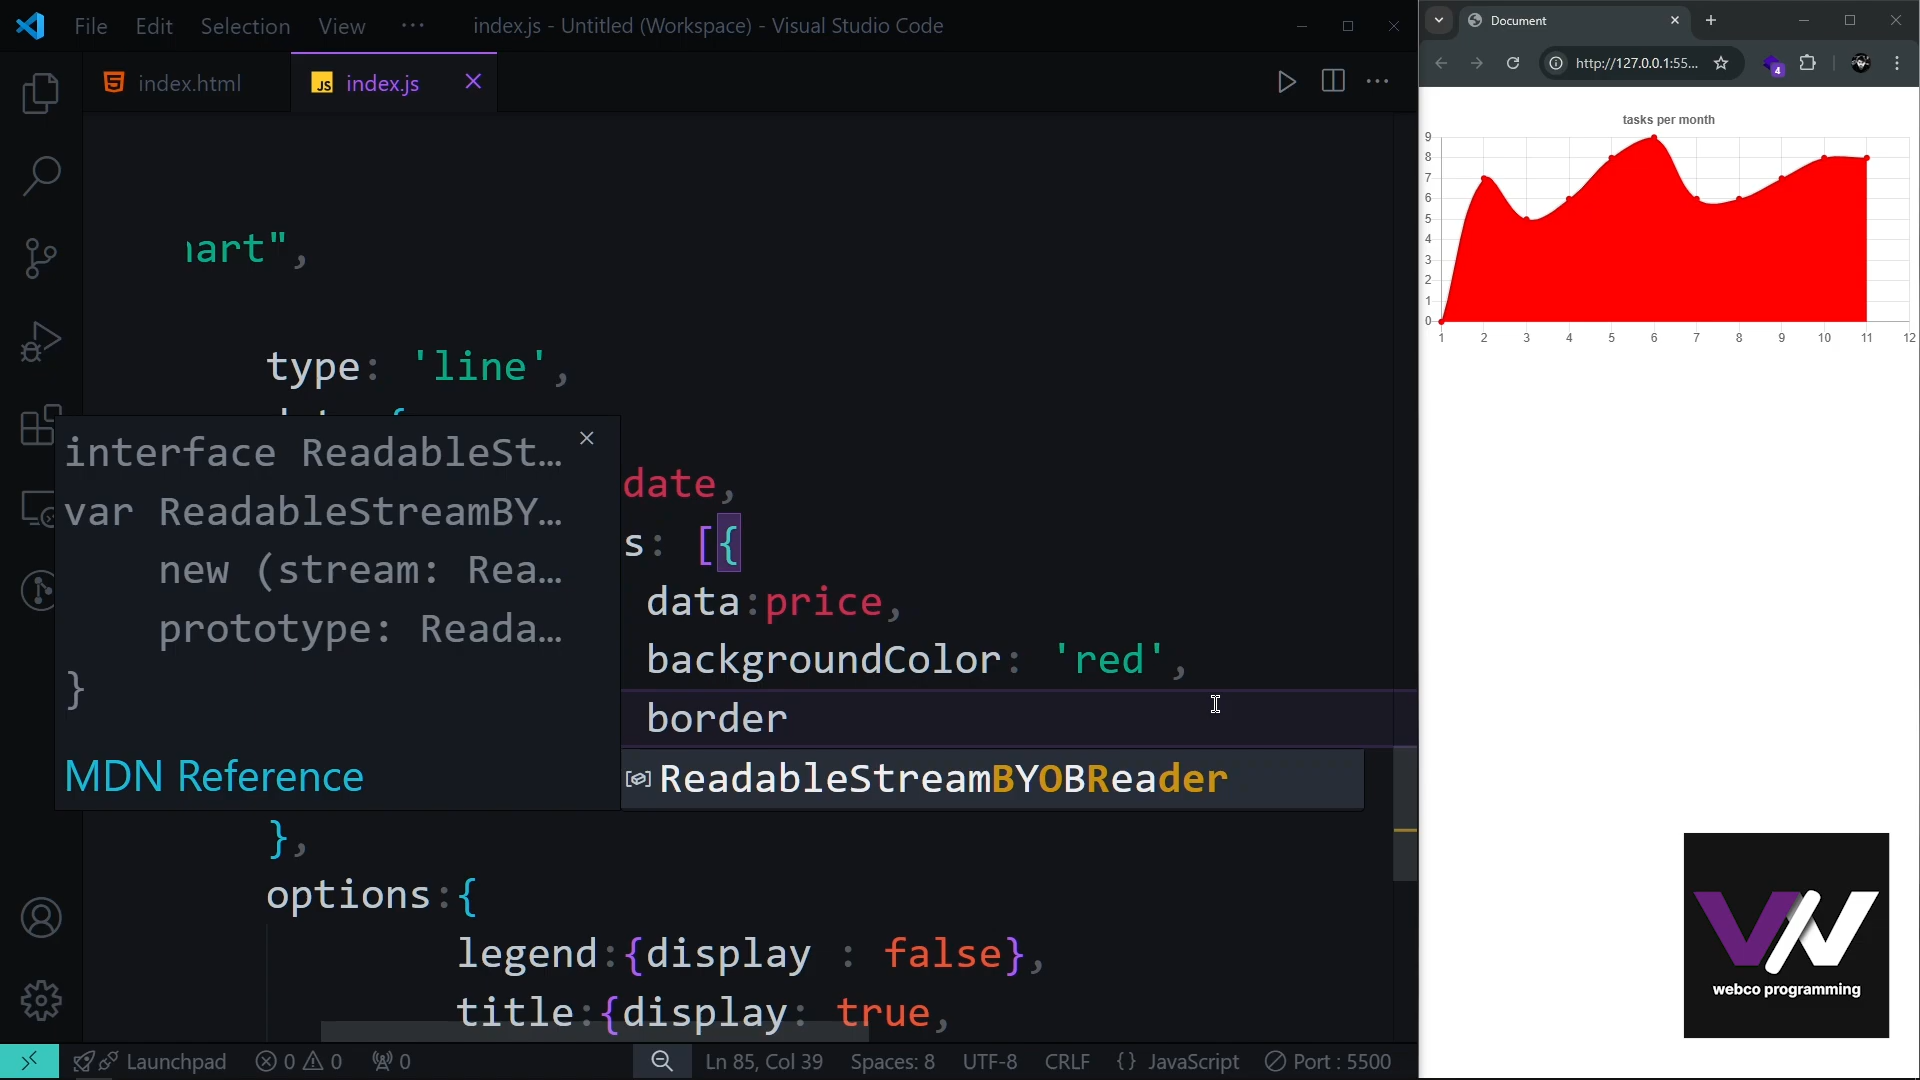 File Edit Selection View ··· index.js - Untitled (Workspace) - Visual Studio Code
index.html
JS index.js
type: 'line',
interface ReadableSt…
var ReadableStreamBY…
new (stream: Rea…
prototype: Reada…
}
MDN Reference
date,
s: [{
data:price,
backgroundColor: 'red',
border
ReadableStreamBYOBReader
},
options:{
legend:{display : false},
title:{display: true,
Launchpad 0 0 0 Ln 85, Col 39 Spaces: 8 UTF-8 CRLF {} JavaScript Port : 5500
Document
http://127.0.0.1:55...
4
tasks per month
9
8
7
6
5
4
3
2
1
0
1 2 3 4 5 6 7 8 9 10 11 12
webco programming